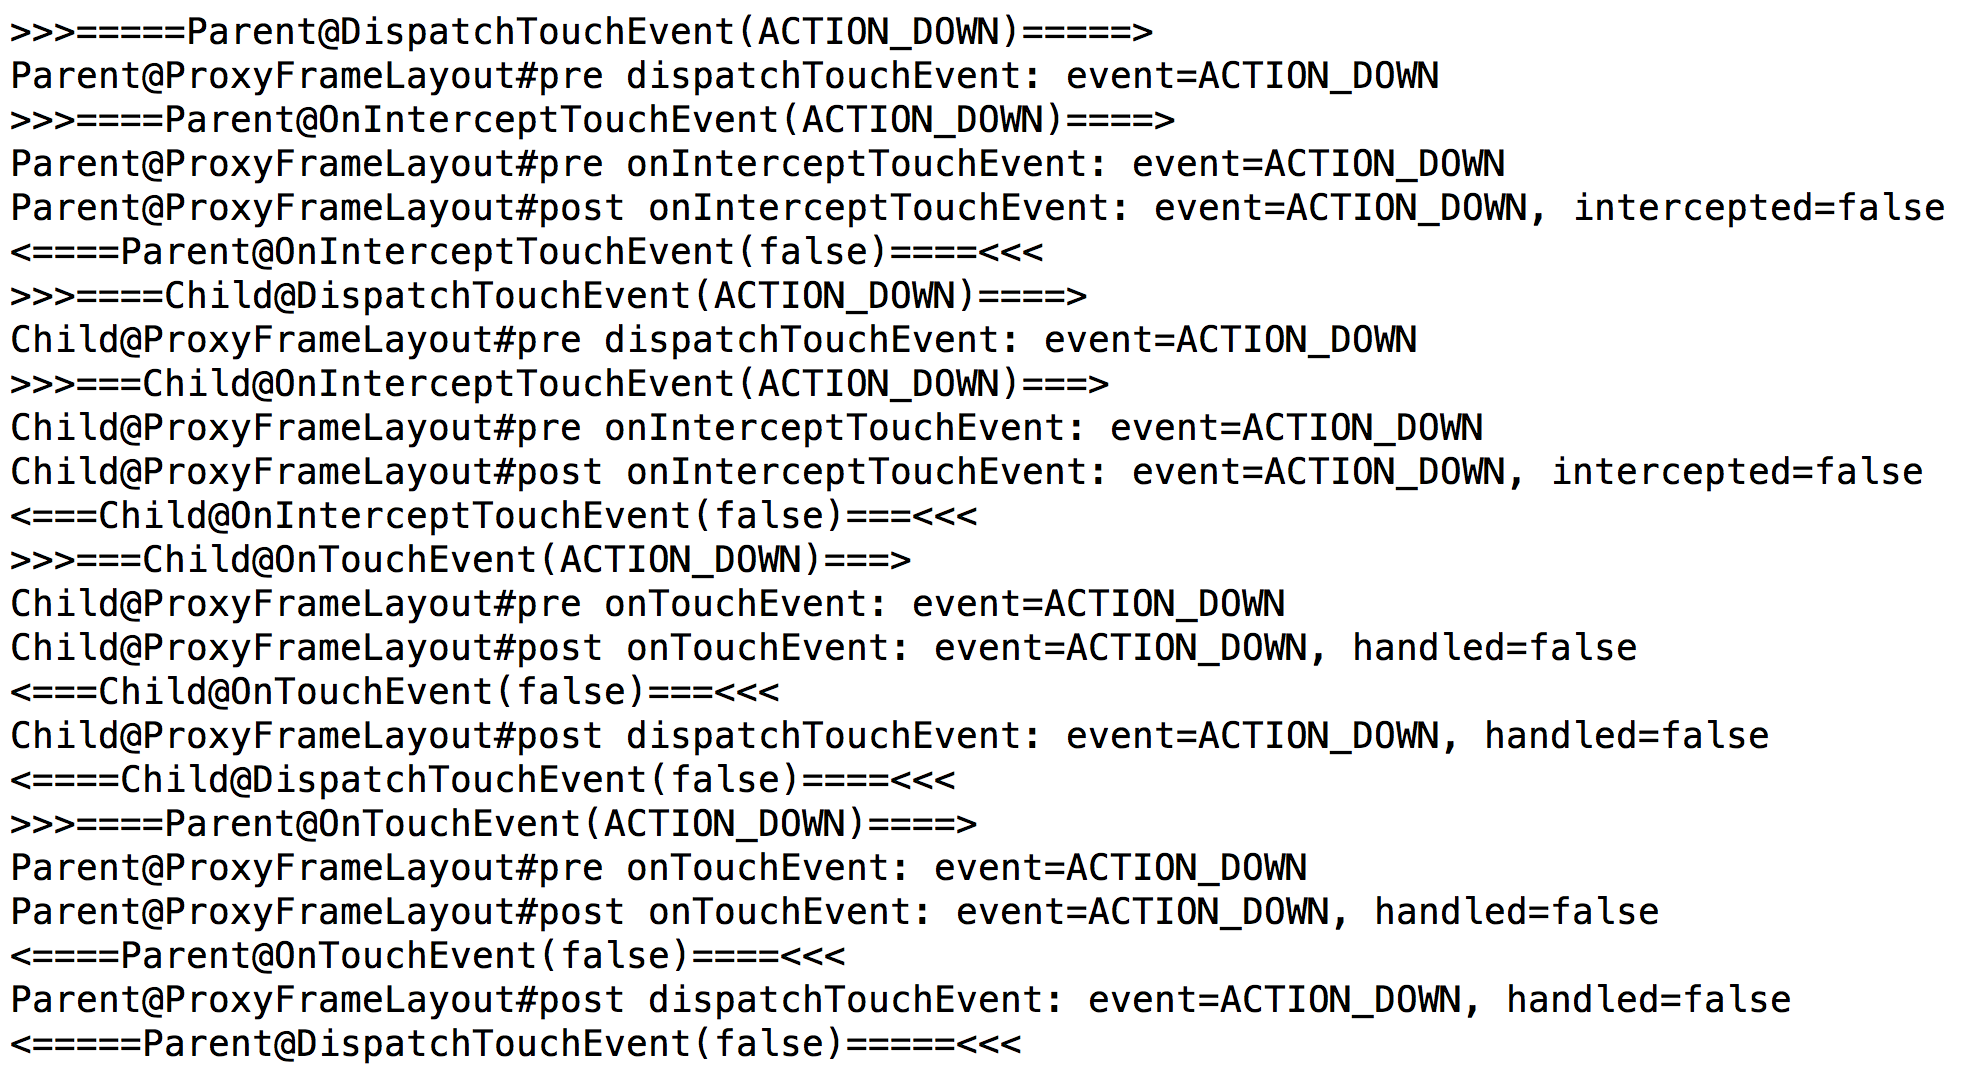 >>>=====Parent@DispatchTouchEvent(ACTION_DOWN)=====>
Parent@ProxyFrameLayout#pre dispatchTouchEvent: event=ACTION_DOWN
>>>====Parent@OnInterceptTouchEvent(ACTION_DOWN)====>
Parent@ProxyFrameLayout#pre onInterceptTouchEvent: event=ACTION_DOWN
Parent@ProxyFrameLayout#post onInterceptTouchEvent: event=ACTION_DOWN, intercepted=false
<====Parent@OnInterceptTouchEvent(false)====<<<
>>>====Child@DispatchTouchEvent(ACTION_DOWN)====>
Child@ProxyFrameLayout#pre dispatchTouchEvent: event=ACTION_DOWN
>>>===Child@OnInterceptTouchEvent(ACTION_DOWN)===>
Child@ProxyFrameLayout#pre onInterceptTouchEvent: event=ACTION_DOWN
Child@ProxyFrameLayout#post onInterceptTouchEvent: event=ACTION_DOWN, intercepted=false
<===Child@OnInterceptTouchEvent(false)===<<<
>>>===Child@OnTouchEvent(ACTION_DOWN)===>
Child@ProxyFrameLayout#pre onTouchEvent: event=ACTION_DOWN
Child@ProxyFrameLayout#post onTouchEvent: event=ACTION_DOWN, handled=false
<===Child@OnTouchEvent(false)===<<<
Child@ProxyFrameLayout#post dispatchTouchEvent: event=ACTION_DOWN, handled=false
<====Child@DispatchTouchEvent(false)====<<<
>>>====Parent@OnTouchEvent(ACTION_DOWN)====>
Parent@ProxyFrameLayout#pre onTouchEvent: event=ACTION_DOWN
Parent@ProxyFrameLayout#post onTouchEvent: event=ACTION_DOWN, handled=false
<====Parent@OnTouchEvent(false)====<<<
Parent@ProxyFrameLayout#post dispatchTouchEvent: event=ACTION_DOWN, handled=false
<=====Parent@DispatchTouchEvent(false)=====<<<